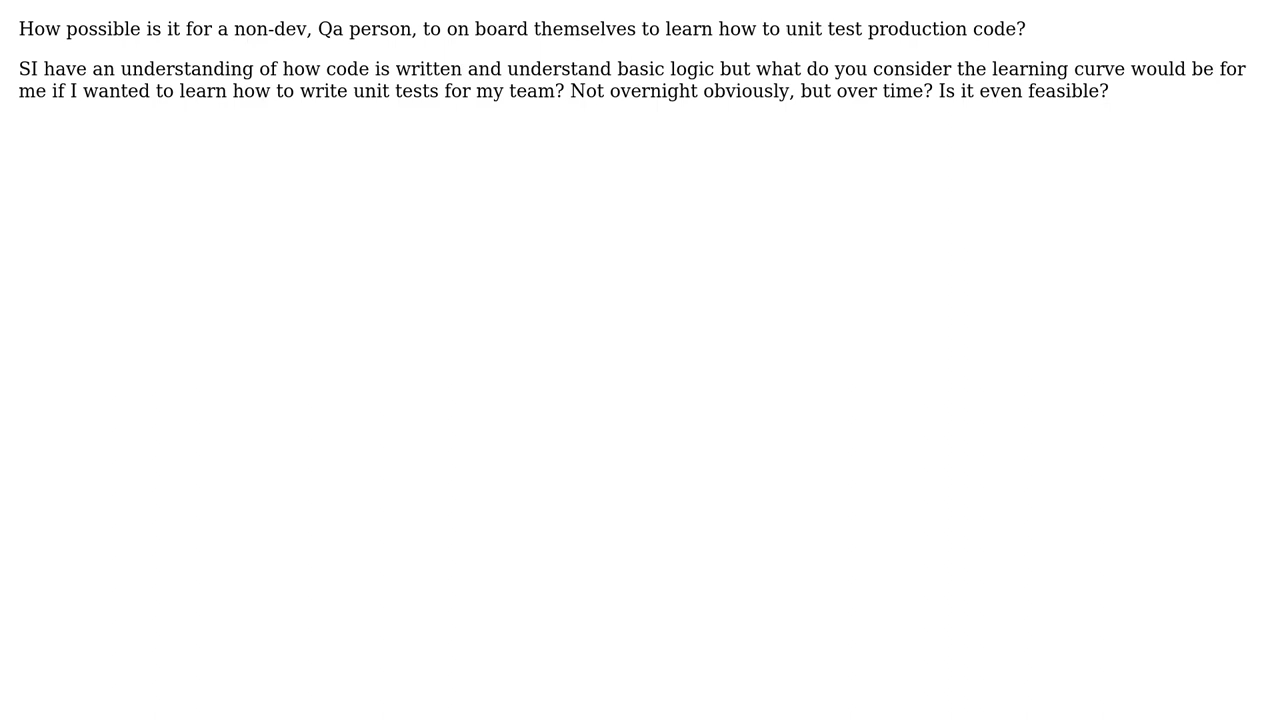 How possible is it for a non-dev, Qa person, to on board themselves to learn how to unit test production code?
SI have an understanding of how code is written and understand basic logic but what do you consider the learning curve would be for
me if I wanted to learn how to write unit tests for my team? Not overnight obviously, but over time? Is it even feasible?